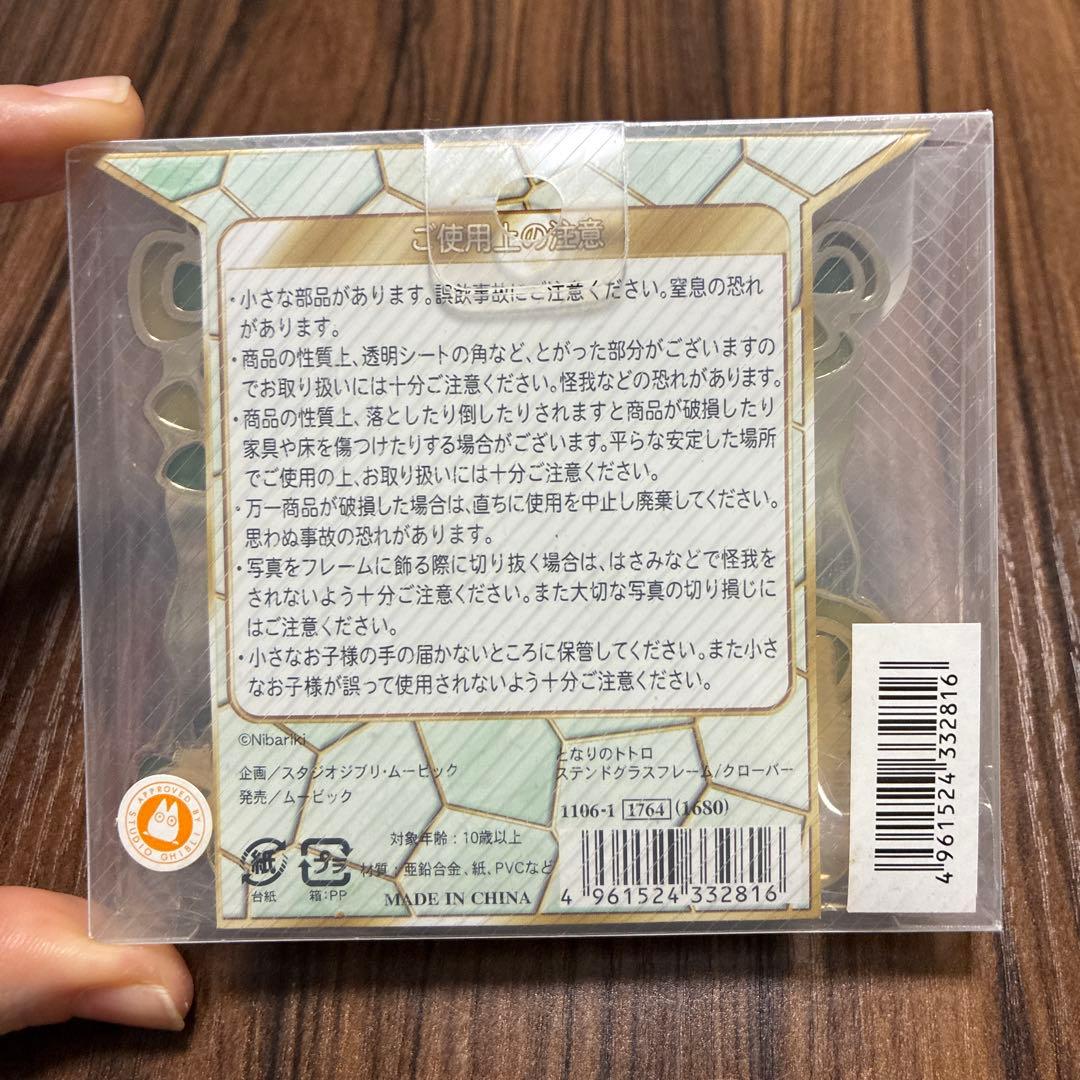 ご使用上の注意
・小さな部品があります。誤飲事故にご注意ください。窒息の恐れ
があります。
・商品の性質上、透明シートの角など、とがった部分がございますの
でお取り扱いには十分ご注意ください。怪我などの恐れがあります。
・商品の性質上、落としたり倒したりされますと商品が破損したり
家具や床を傷つけたりする場合がございます。平らな安定した場所
でご使用の上、お取り扱いには十分ご注意ください。
・万一商品が破損した場合は、直ちに使用を中止し廃棄してください。
思わぬ事故の恐れがあります。
・写真をフレームに飾る際に切り抜く場合は、はさみなどで怪我を
されないよう十分ご注意ください。また大切な写真の切り損じに
はご注意ください。
・小さなお子様の手の届かないところに保管してください。また小さ
なお子様が誤って使用されないよう十分ご注意ください。
©Nibariki
企画/スタジオジブリ・ムービック
発売/ムービック
となりのトトロ
ステンドグラスフレーム/クローバー
1106-1 1764 (1680)
APPROVED BY
STUDIO GHIBLI
対象年齢：10歳以上
紙
台紙
プラ
箱：PP
材質：亜鉛合金、紙、PVCなど
MADE IN CHINA
4 961524 332816
4 961524 332816